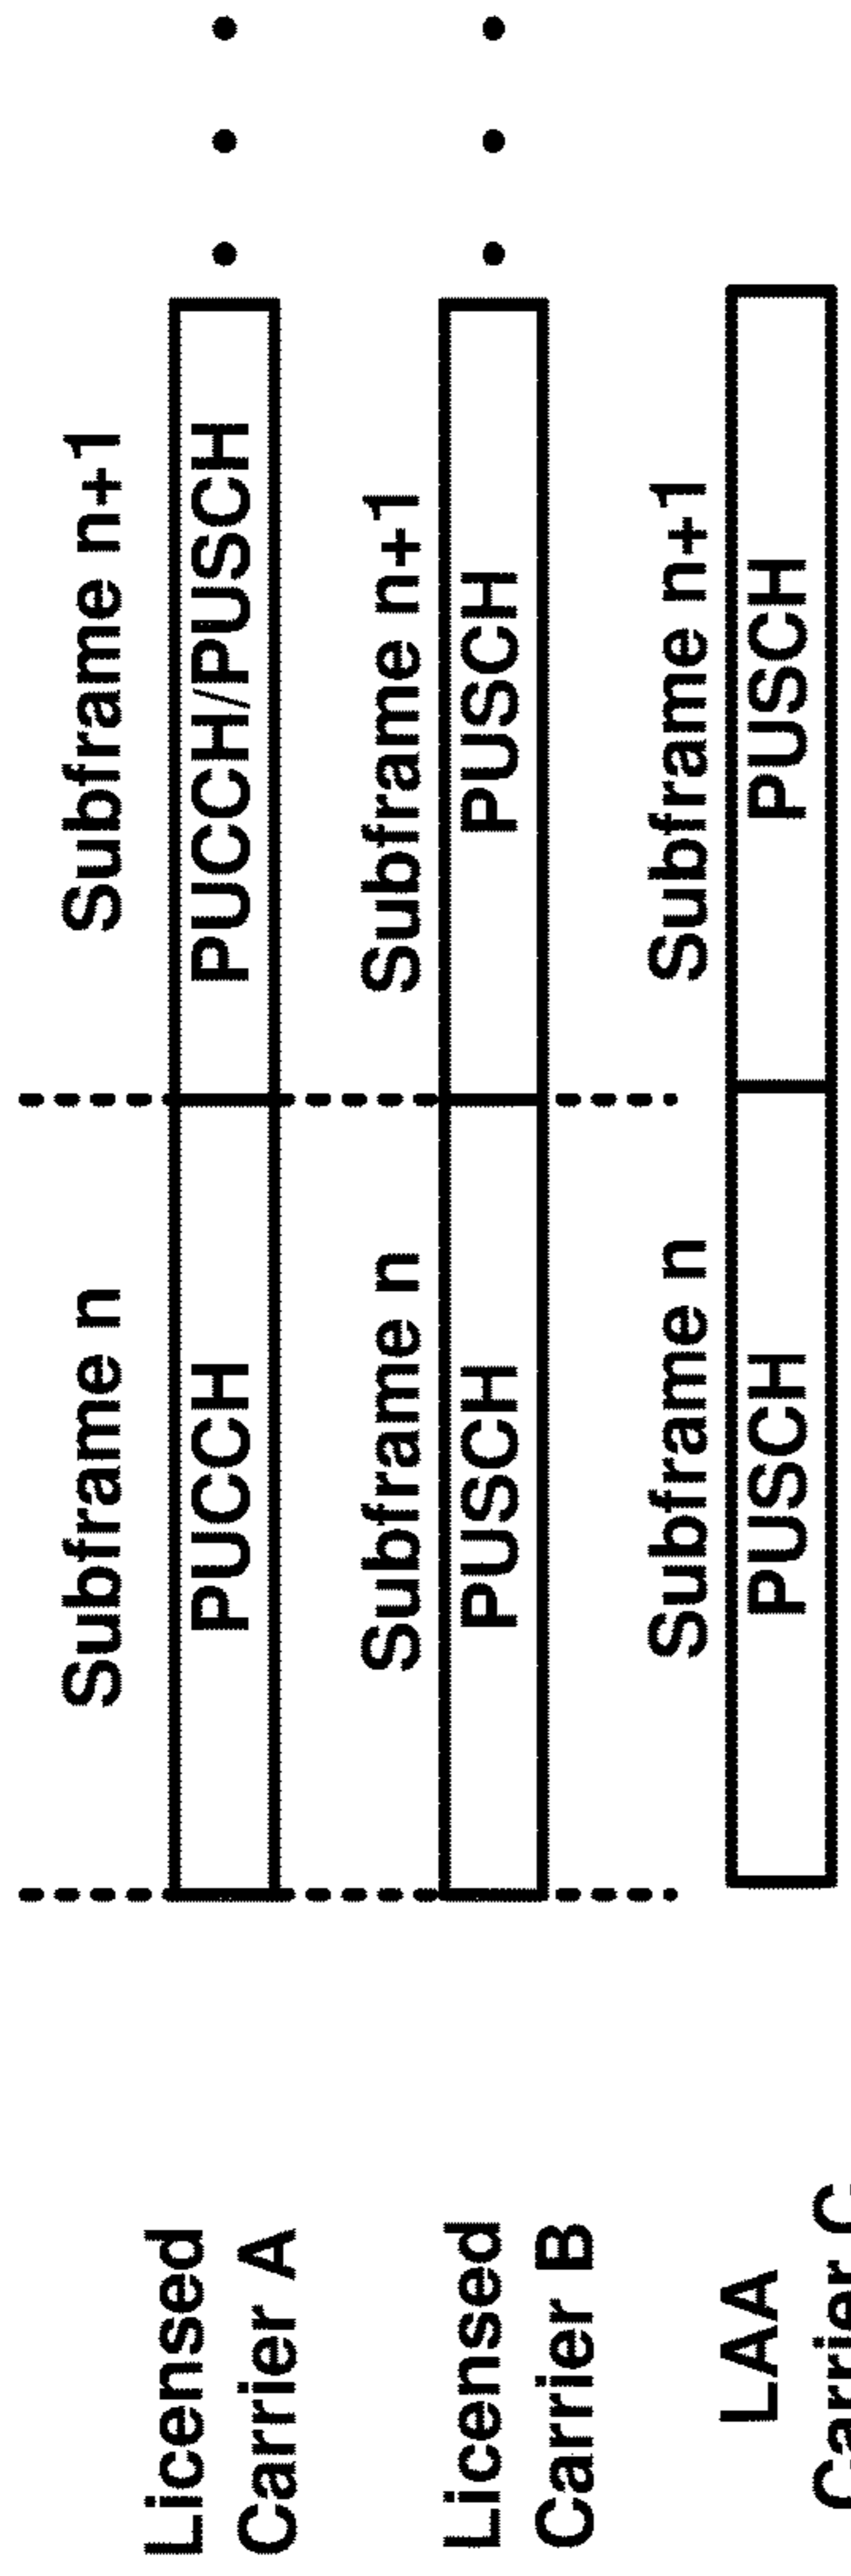 Subframe n
Subframe n+1
Licensed
Carrier A
PUCCH
PUCCH/PUSCH
Subframe n
Subframe n+1
Licensed
Carrier B
PUSCH
PUSCH
Subframe n
Subframe n+1
LAA
Carrier C
PUSCH
PUSCH